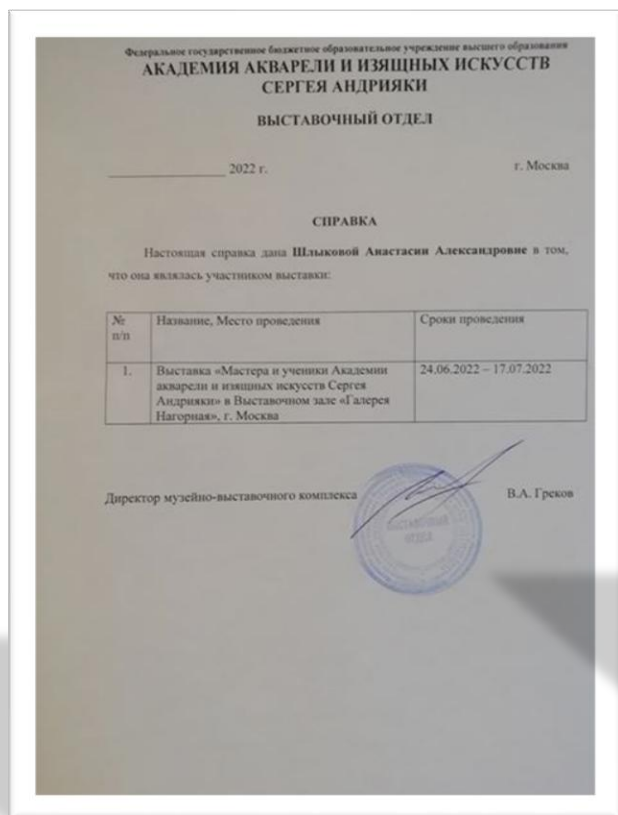 Федеральное государственное бюджетное образовательное учреждение высшего образования
АКАДЕМИЯ АКВАРЕЛИ И ИЗЯЩНЫХ ИСКУССТВ
СЕРГЕЯ АНДРИЯКИ
ВЫСТАВОЧНЫЙ ОТДЕЛ
2022 г. г. Москва
СПРАВКА
Настоящая справка дана Шлыковой Анастасии Александровне в том,
что она являлась участником выставки:
№ Название, Место проведения Сроки проведения
п/п
1. Выставка «Мастера и ученики Академии 24.06.2022 – 17.07.2022
акварели и изящных искусств Сергея
Андрияки» в Выставочном зале «Галерея
Нагорная», г. Москва
Директор музейно-выставочного комплекса В.А. Греков
ВЫСТАВОЧНЫЙ
ОТДЕЛ